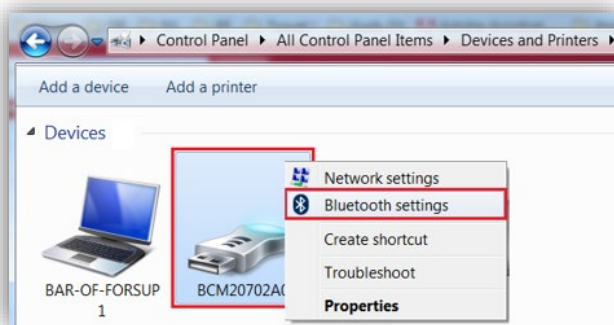 Control Panel ▸ All Control Panel Items ▸ Devices and Printers ▸
Add a device Add a printer
Devices
Network settings
Bluetooth settings
Create shortcut
Troubleshoot
Properties
BAR-OF-FORSUP
1
BCM20702A0